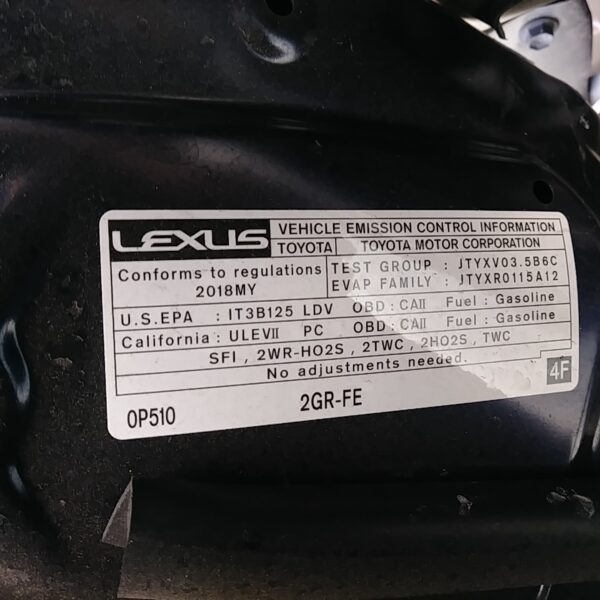 LEXUS
VEHICLE EMISSION CONTROL INFORMATION
TOYOTA
TOYOTA MOTOR CORPORATION
Conforms to regulations
2018MY
TEST GROUP : JTYXV03.5B6C
EVAP FAMILY : JTYXR0115A12
U.S.EPA : IT3B125 LDV OBD : CAII Fuel : Gasoline
California : ULEVII PC OBD : CAII Fuel : Gasoline
SFI , 2WR-HO2S , 2TWC , 2HO2S , TWC
No adjustments needed.
4F
0P510
2GR-FE